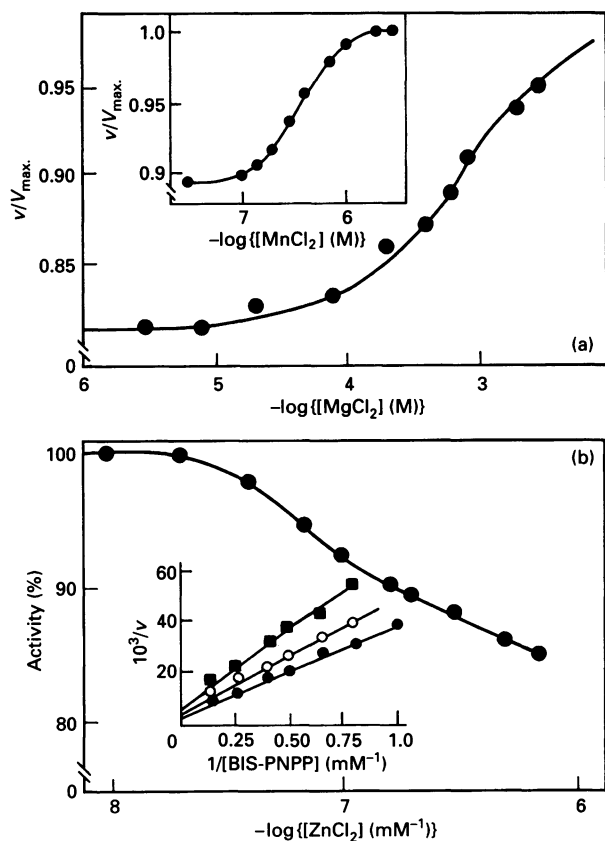 (a)
1.0
0.95
0.9
v/Vmax.
7
6
–log{[MnCl2] (M)}
0.95
0.90
0.85
0
v/Vmax.
6
5
4
3
–log{[MgCl2] (M)}
(b)
100
90
80
0
Activity (%)
60
40
20
10³/v
0
0.25
0.50
0.75
1.0
1/[BIS-PNPP] (mM⁻¹)
8
7
6
–log{[ZnCl2] (mM⁻¹)}